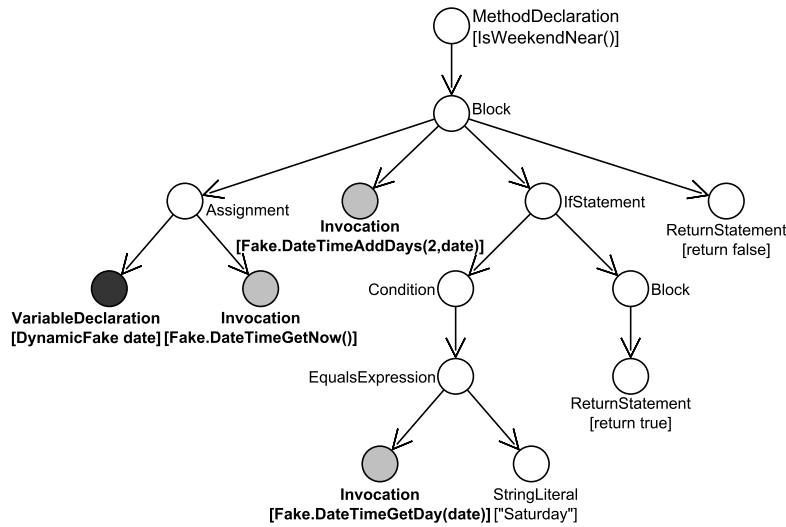 MethodDeclaration
[IsWeekendNear()]
Block
Assignment
Invocation
[Fake.DateTimeAddDays(2,date)]
IfStatement
ReturnStatement
[return false]
VariableDeclaration
[DynamicFake date]
Invocation
[Fake.DateTimeGetNow()]
Condition
Block
EqualsExpression
ReturnStatement
[return true]
Invocation
[Fake.DateTimeGetDay(date)]
StringLiteral
["Saturday"]